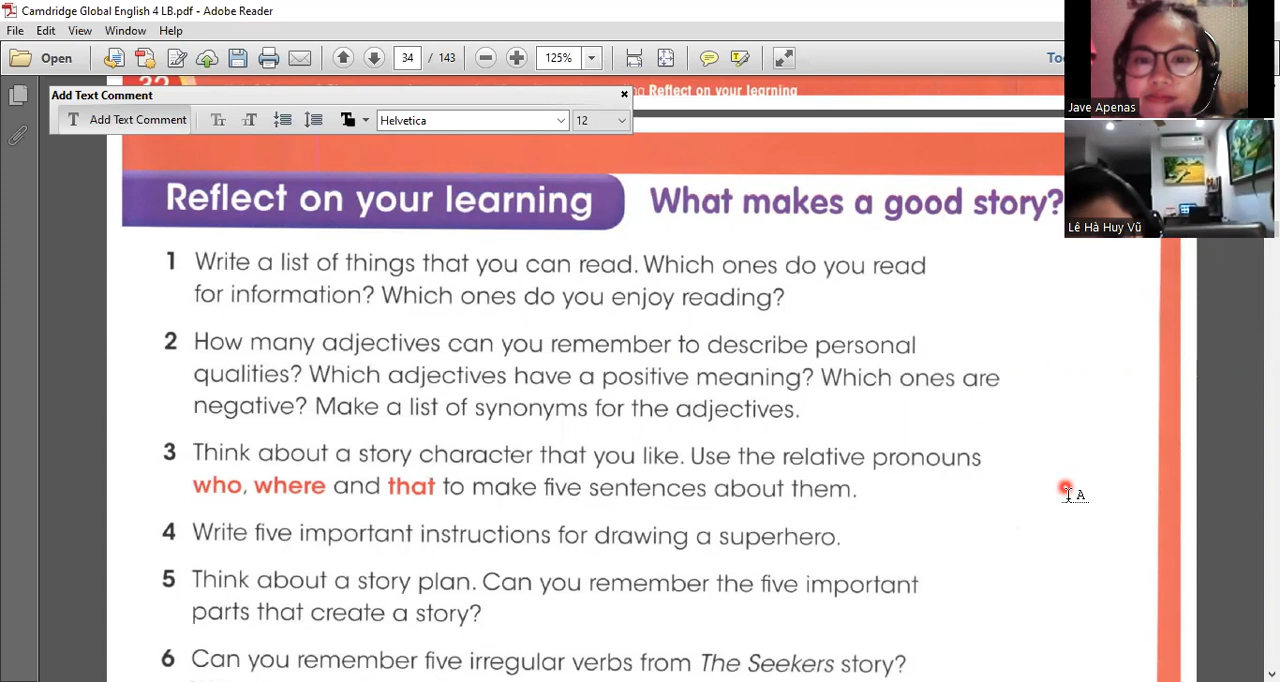 Camdridge Global English 4 LB.pdf - Adobe Reader
File Edit View Window Help
Open 34 / 143 125%
Add Text Comment
Add Text Comment Helvetica 12
Reflect on your learning
Reflect on your learning What makes a good story?
1 Write a list of things that you can read. Which ones do you read
for information? Which ones do you enjoy reading?
2 How many adjectives can you remember to describe personal
qualities? Which adjectives have a positive meaning? Which ones are
negative? Make a list of synonyms for the adjectives.
3 Think about a story character that you like. Use the relative pronouns
who, where and that to make five sentences about them.
4 Write five important instructions for drawing a superhero.
5 Think about a story plan. Can you remember the five important
parts that create a story?
6 Can you remember five irregular verbs from The Seekers story?
Jave Apenas
Lê Hà Huy Vũ